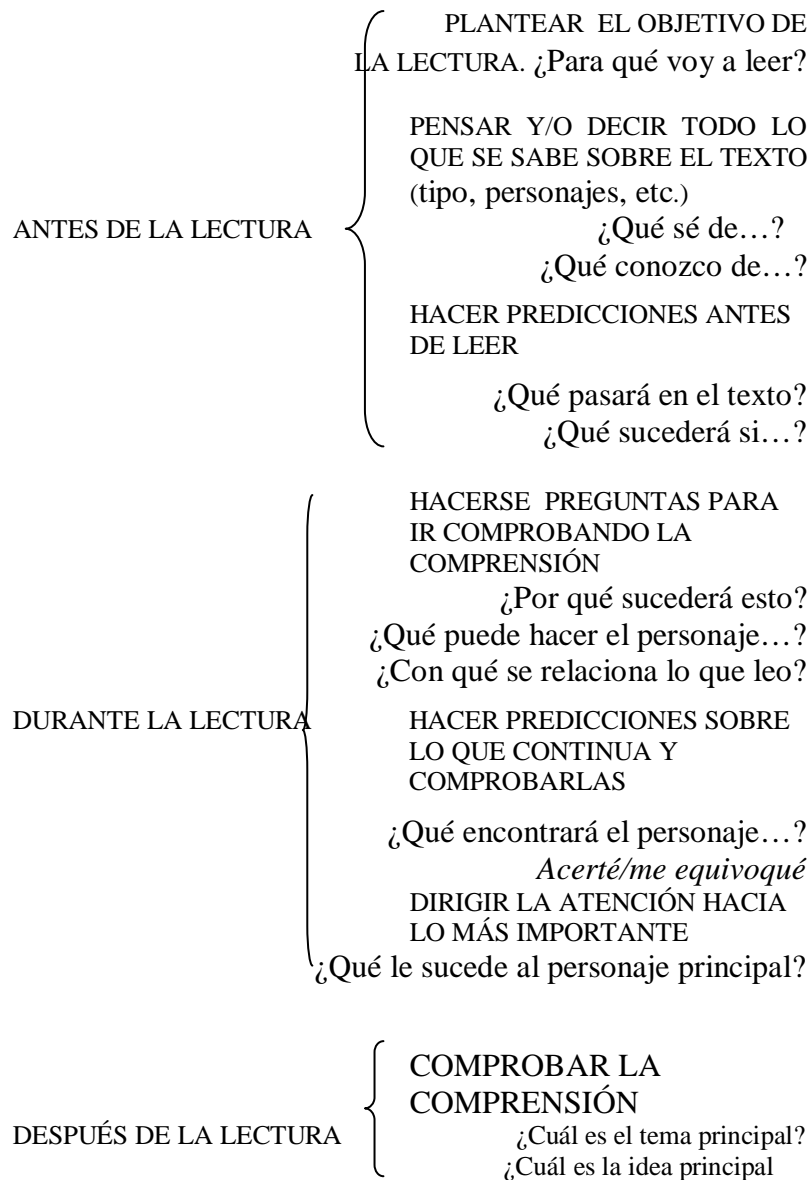 PLANTEAR EL OBJETIVO DE
LA LECTURA. ¿Para qué voy a leer?
PENSAR Y/O DECIR TODO LO
QUE SE SABE SOBRE EL TEXTO
(tipo, personajes, etc.)
ANTES DE LA LECTURA
¿Qué sé de…?
¿Qué conozco de…?
HACER PREDICCIONES ANTES
DE LEER
¿Qué pasará en el texto?
¿Qué sucederá si…?
HACERSE PREGUNTAS PARA
IR COMPROBANDO LA
COMPRENSIÓN
¿Por qué sucederá esto?
¿Qué puede hacer el personaje…?
¿Con qué se relaciona lo que leo?
DURANTE LA LECTURA
HACER PREDICCIONES SOBRE
LO QUE CONTINUA Y
COMPROBARLAS
¿Qué encontrará el personaje…?
Acerté/me equivoqué
DIRIGIR LA ATENCIÓN HACIA
LO MÁS IMPORTANTE
¿Qué le sucede al personaje principal?
COMPROBAR LA
COMPRENSIÓN
DESPUÉS DE LA LECTURA
¿Cuál es el tema principal?
¿Cuál es la idea principal